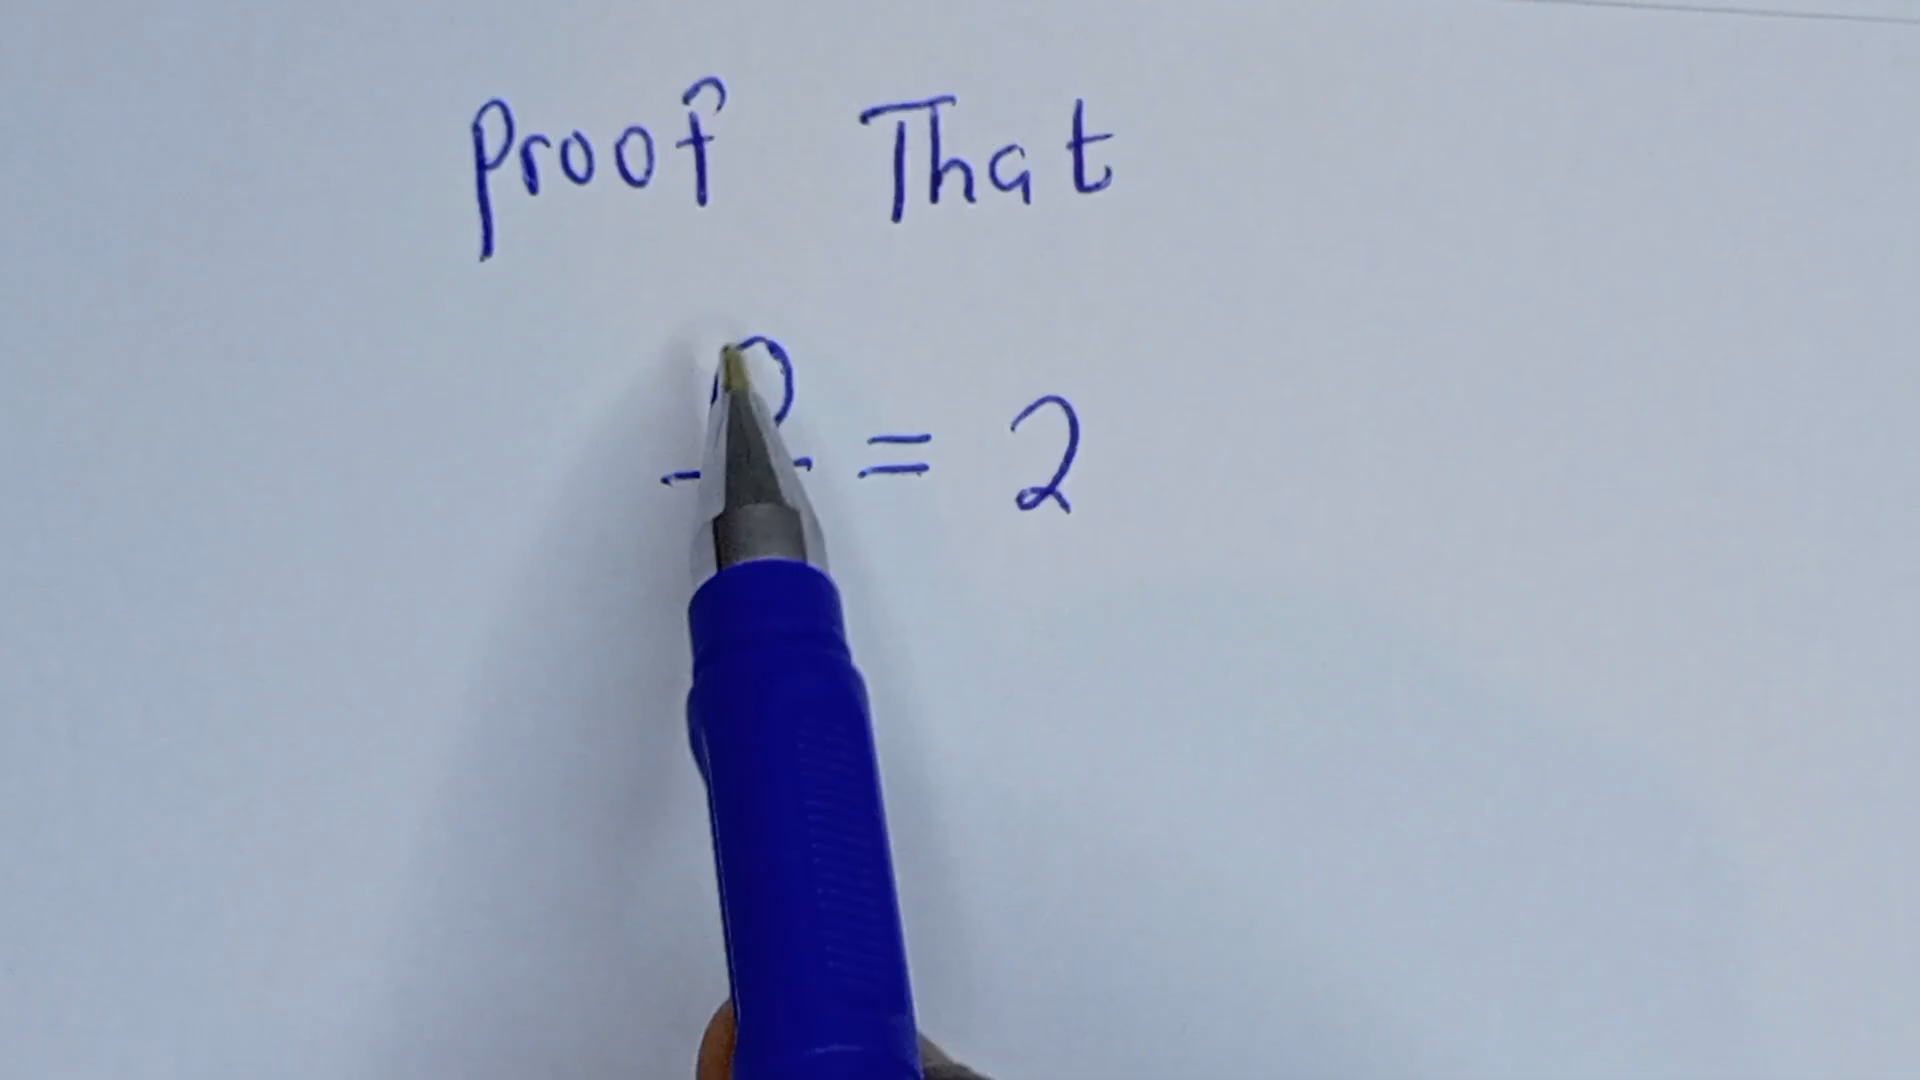 Proof That
= 2